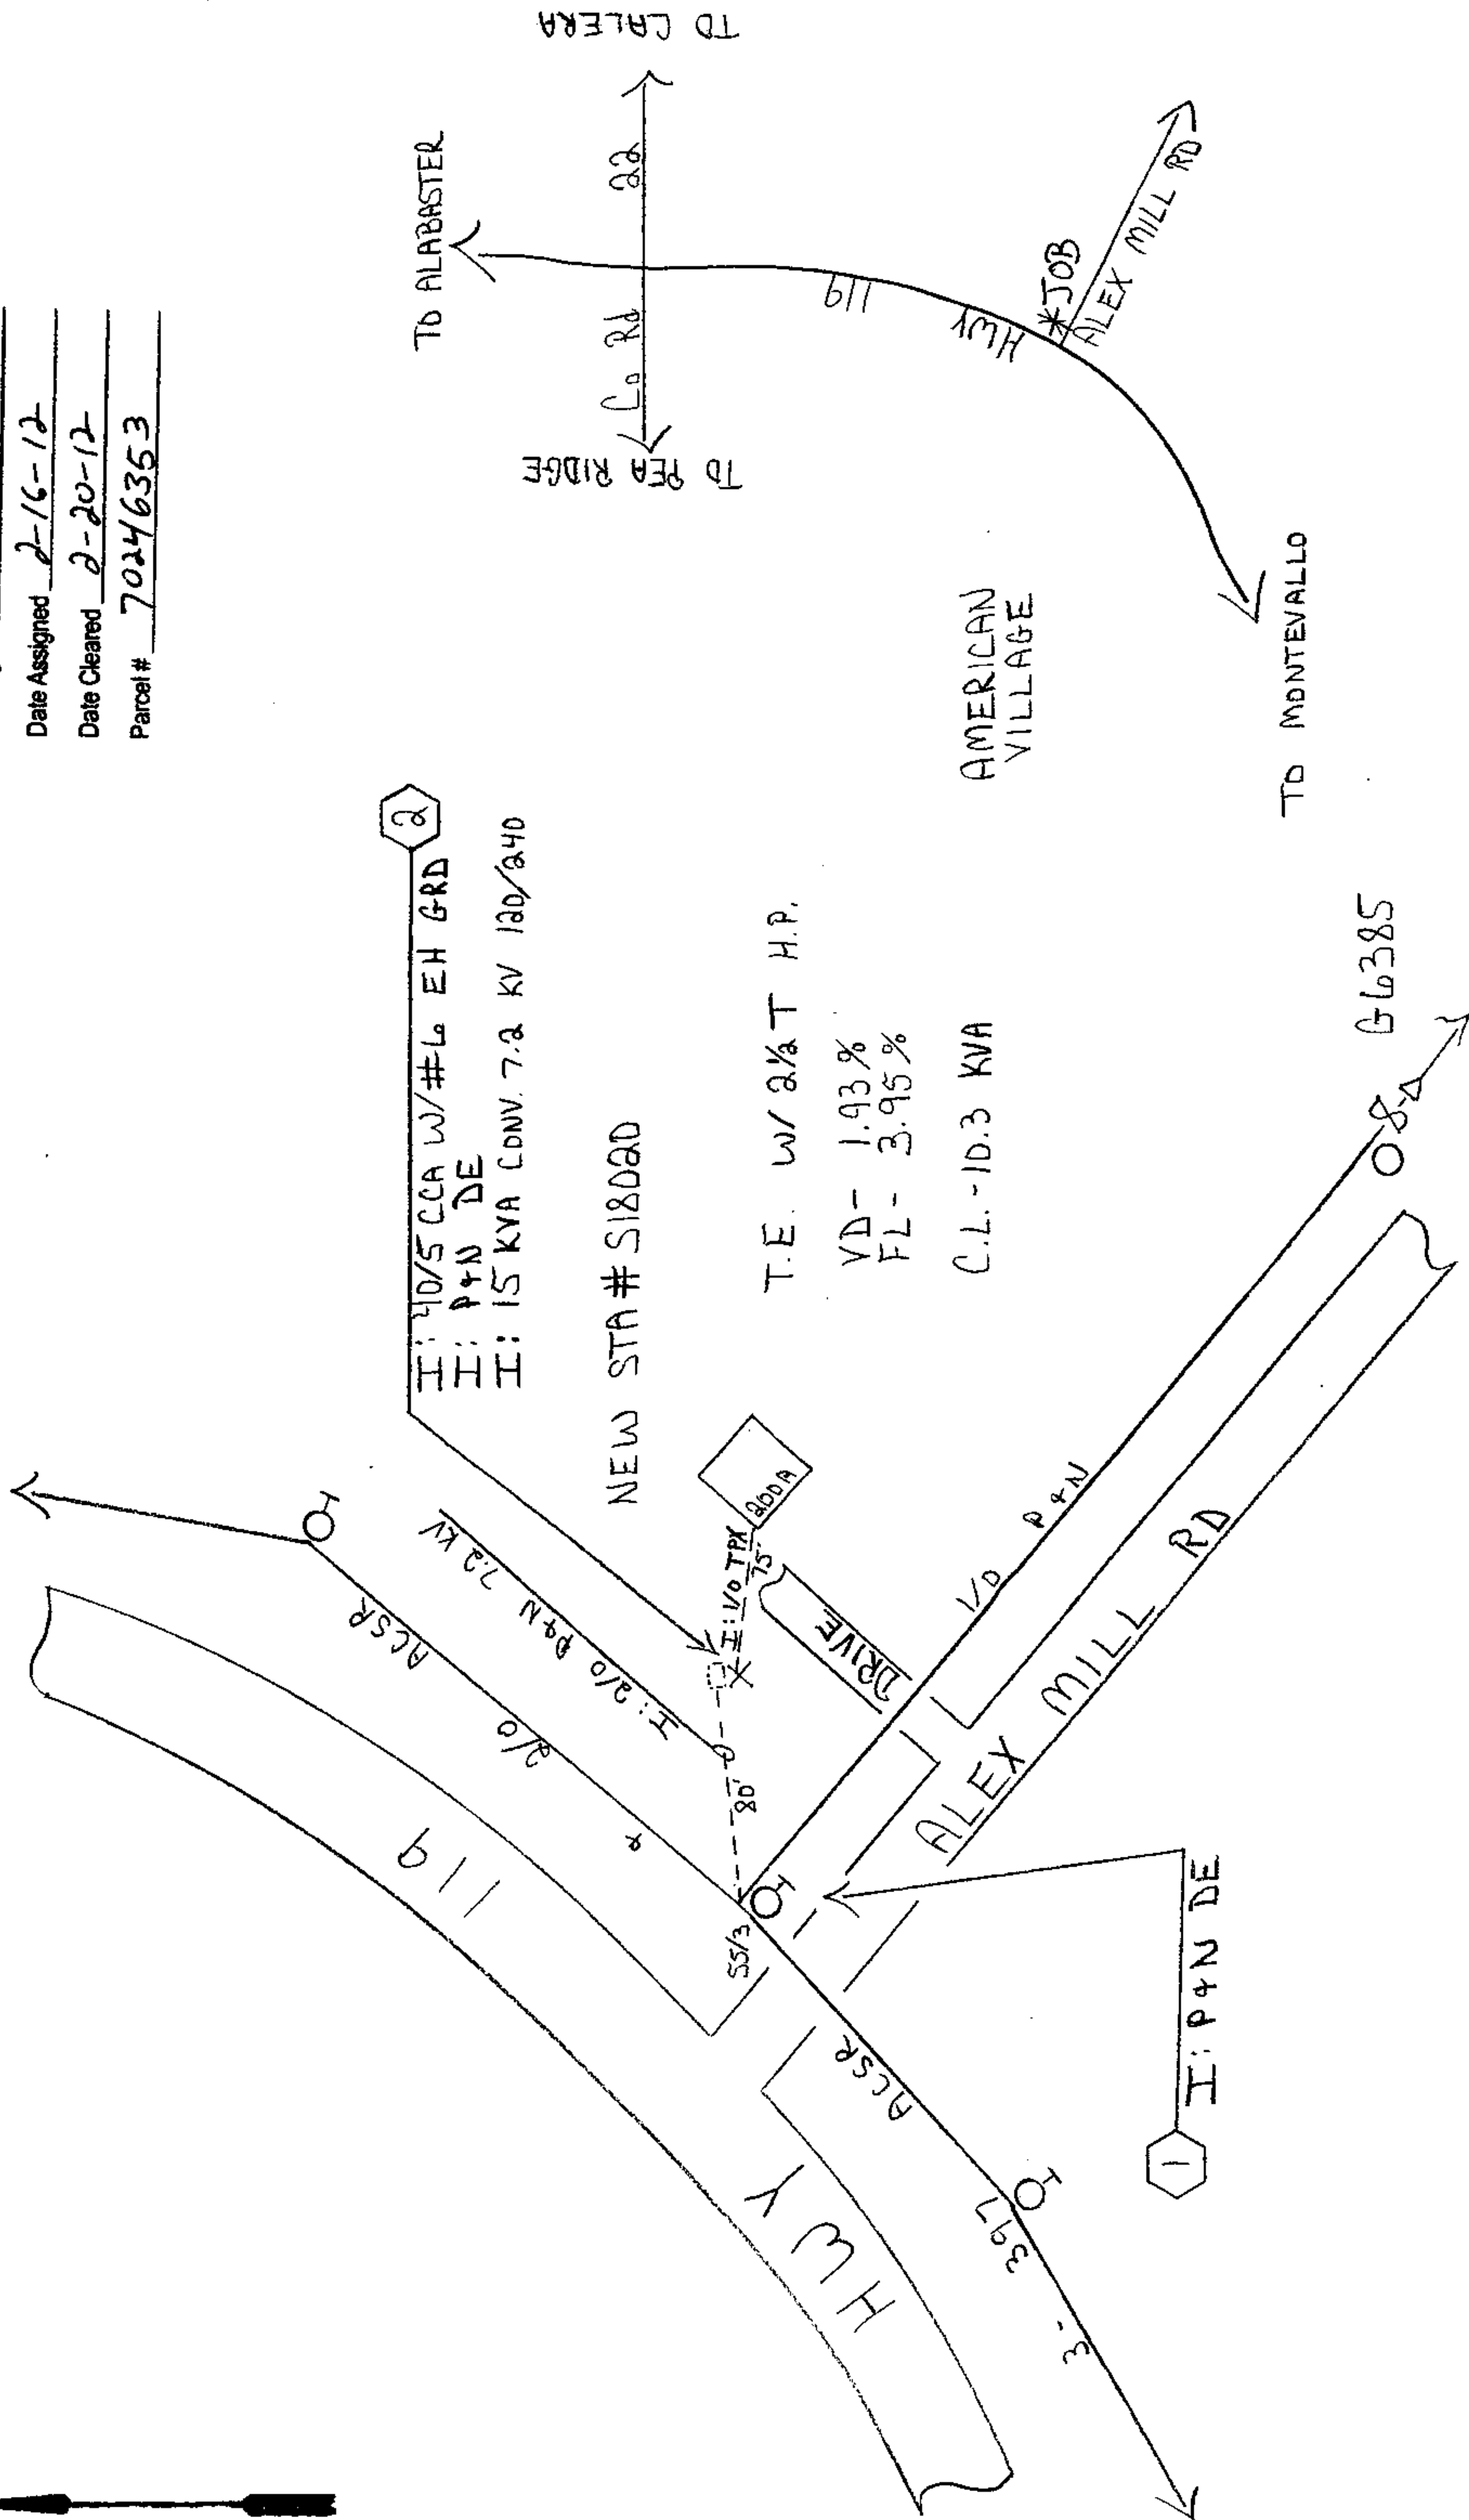 Date Assigned 2-16-12
Date Cleared 2-20-12
Parcel # 70246353
TO ALABASTER
TO CALERA
TO PEA RIDGE
Co Rd 22
HWY 119
*JOB
ALEX MILL RD
AMERICAN
VILLAGE
TO MONTEVALLO
2
I: 40/5 CCA W/ #6 EH GRD
I: P+N DE
I: 15 KVA CONV. 7.2 KV 120/240
NEW STA # S18020
T.E. W/ 2½ T H.P.
VD- 1.93%
FL- 3.95%
C.L.-10.3 KVA
ACSR
2/0
I: 2/0 P&N 7.2 KV
I: 1/0 TPX
75'
200A
80'
55/3
DRIVE
1/0 P&N
ALEX MILL RD
G6385
HWY 119
ACSR
397
3
1
I: P+N DE